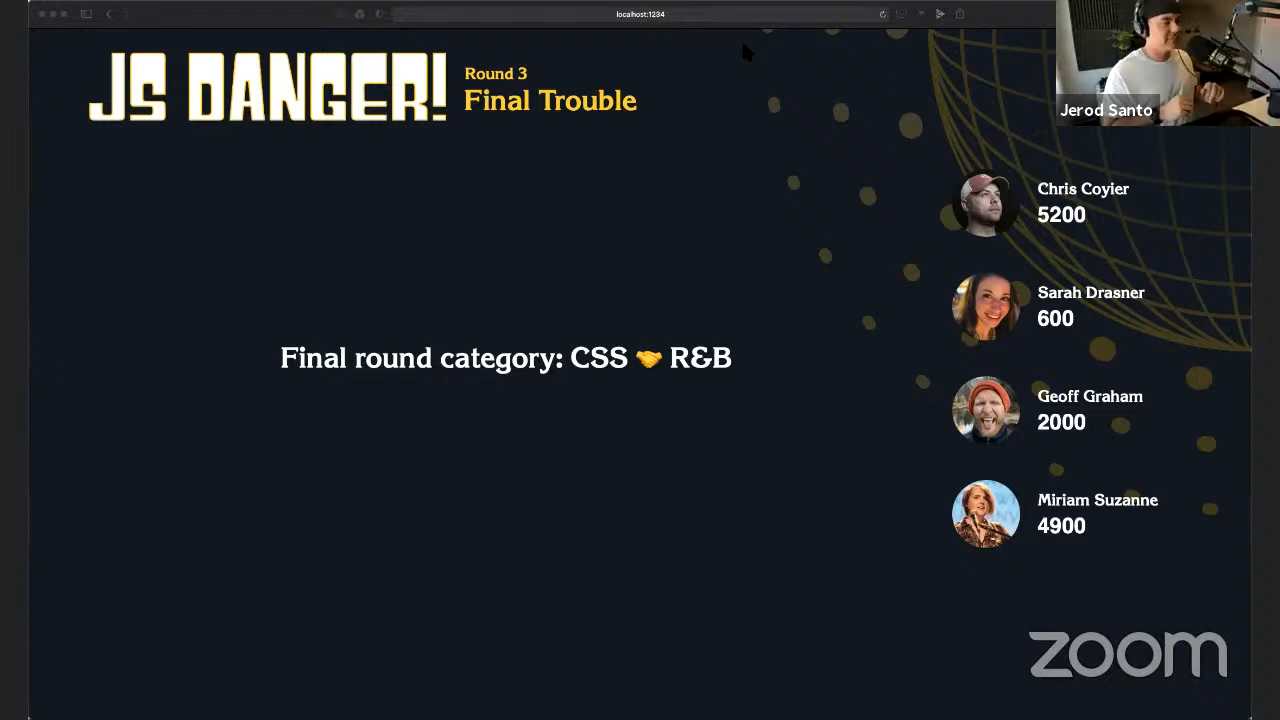 localhost:1234
JS DANGER!
Round 3
Final Trouble
Jerod Santo
Chris Coyier
5200
Sarah Drasner
600
Final round category: CSS 🤝 R&B
Geoff Graham
2000
Miriam Suzanne
4900
zoom